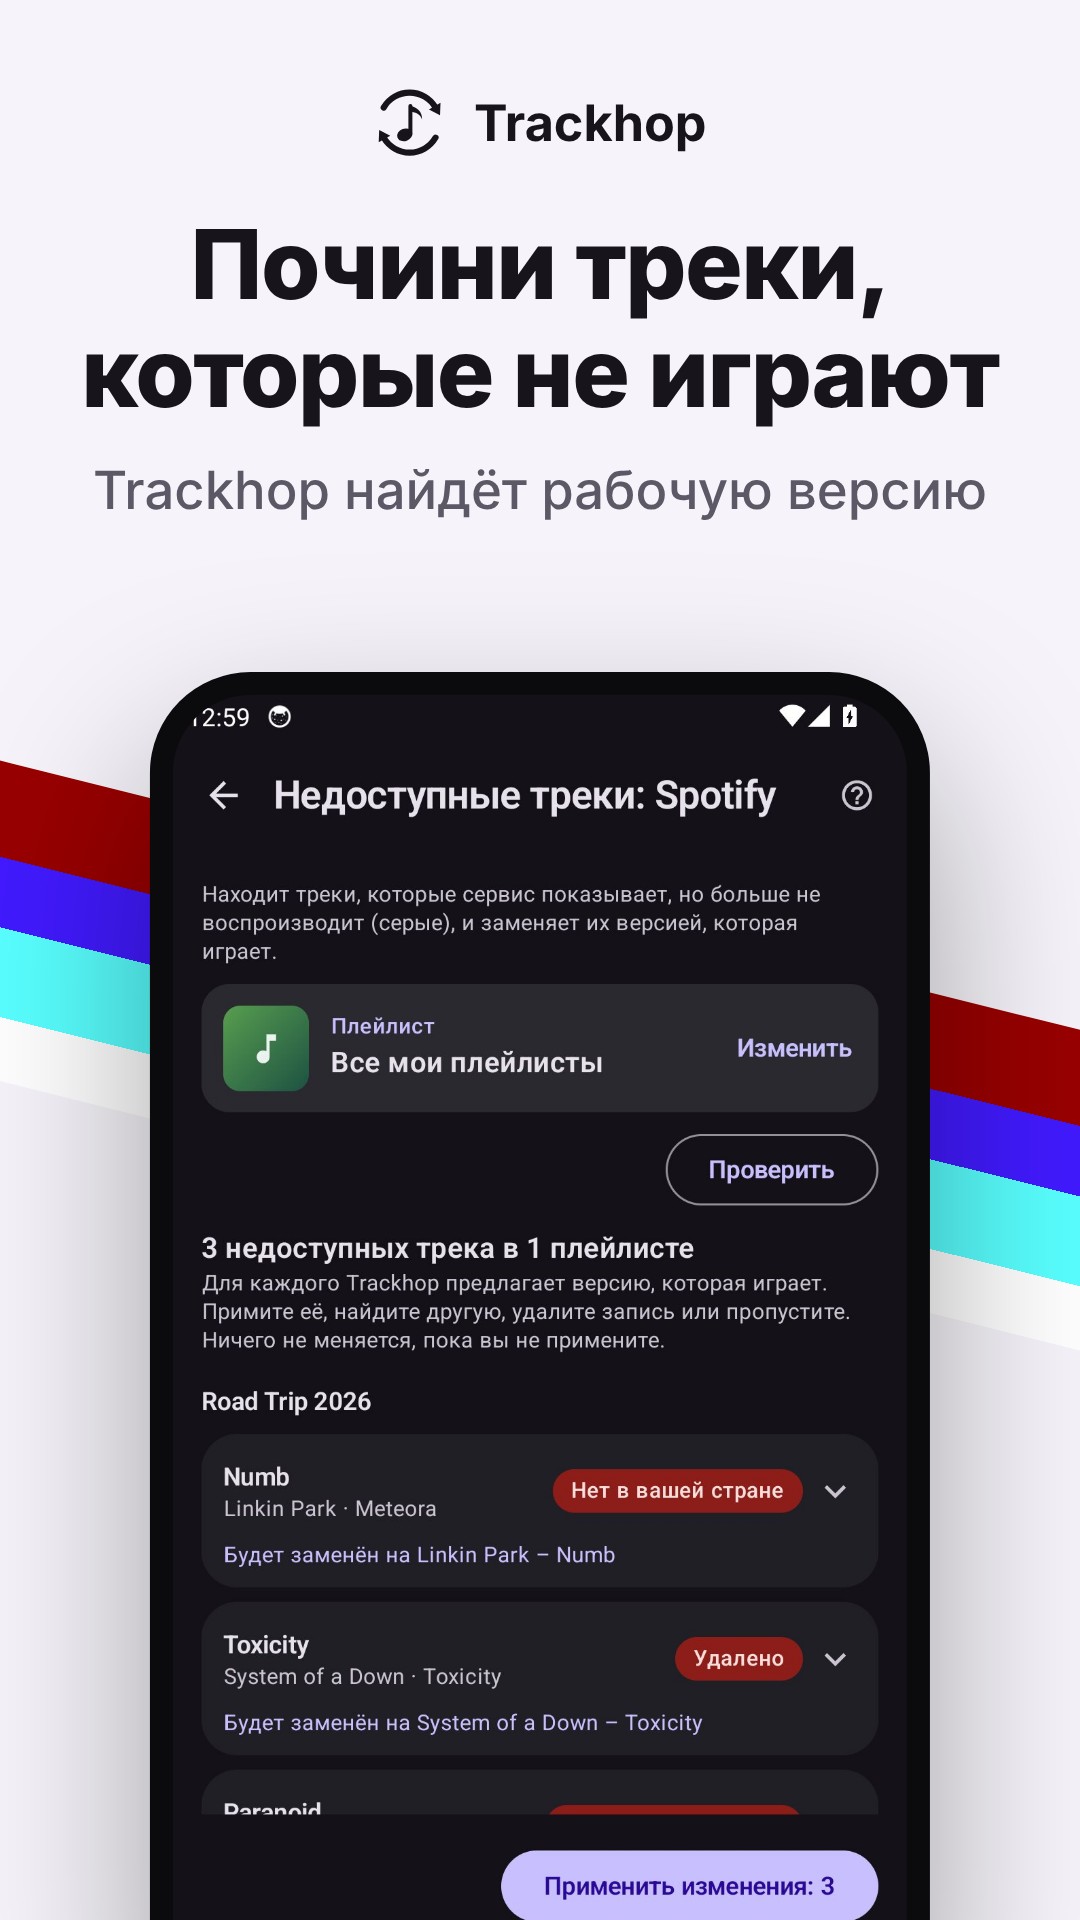 Trackhop
Почини треки,
которые не играют
Trackhop найдёт рабочую версию
12:59
Недоступные треки: Spotify
Находит треки, которые сервис показывает, но больше не
воспроизводит (серые), и заменяет их версией, которая
играет.
Плейлист
Все мои плейлисты
Изменить
Проверить
3 недоступных трека в 1 плейлисте
Для каждого Trackhop предлагает версию, которая играет.
Примите её, найдите другую, удалите запись или пропустите.
Ничего не меняется, пока вы не примените.
Road Trip 2026
Numb
Нет в вашей стране
Linkin Park · Meteora
Будет заменён на Linkin Park – Numb
Toxicity
Удалено
System of a Down · Toxicity
Будет заменён на System of a Down – Toxicity
Paranoid
Применить изменения: 3